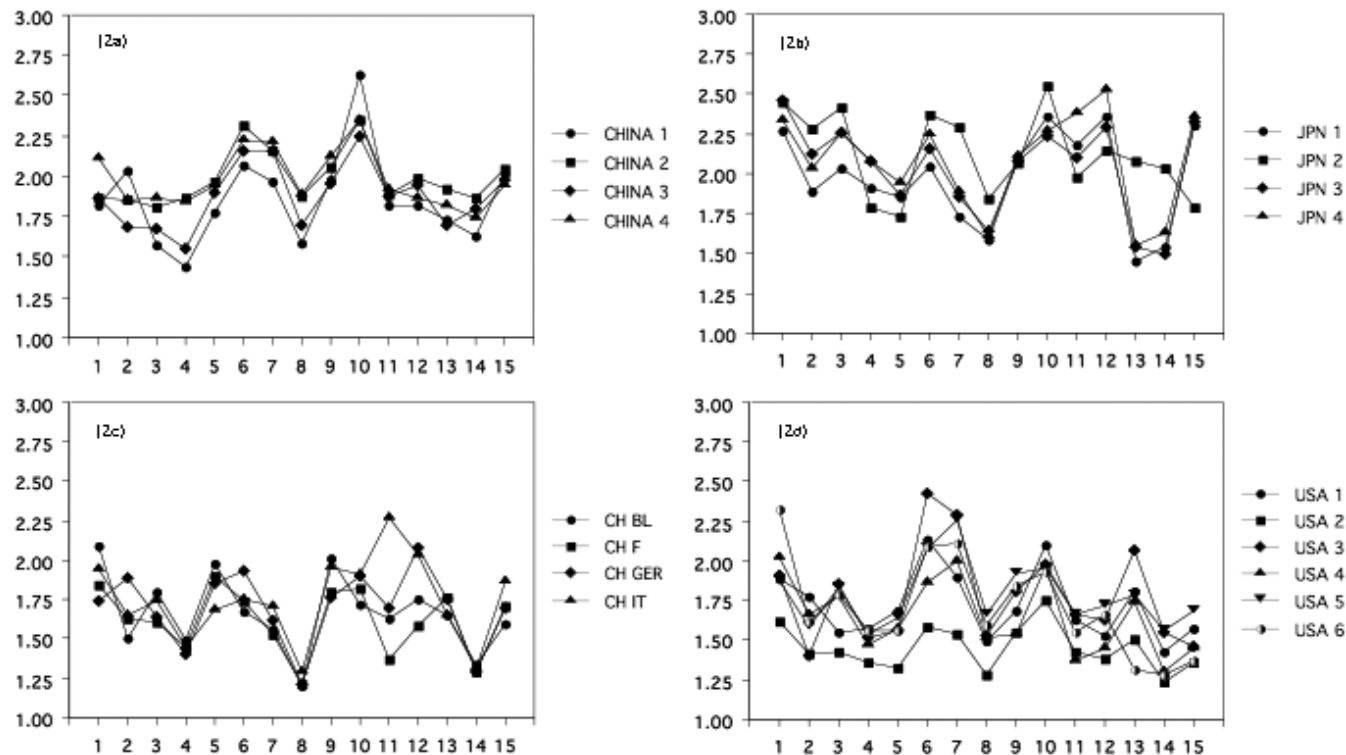 (2a)
3.00
2.75
2.50
2.25
2.00
1.75
1.50
1.25
1.00
1 2 3 4 5 6 7 8 9 10 11 12 13 14 15
CHINA 1
CHINA 2
CHINA 3
CHINA 4
(2b)
3.00
2.75
2.50
2.25
2.00
1.75
1.50
1.25
1.00
1 2 3 4 5 6 7 8 9 10 11 12 13 14 15
JPN 1
JPN 2
JPN 3
JPN 4
(2c)
3.00
2.75
2.50
2.25
2.00
1.75
1.50
1.25
1.00
1 2 3 4 5 6 7 8 9 10 11 12 13 14 15
CH BL
CH F
CH GER
CH IT
(2d)
3.00
2.75
2.50
2.25
2.00
1.75
1.50
1.25
1.00
1 2 3 4 5 6 7 8 9 10 11 12 13 14 15
USA 1
USA 2
USA 3
USA 4
USA 5
USA 6